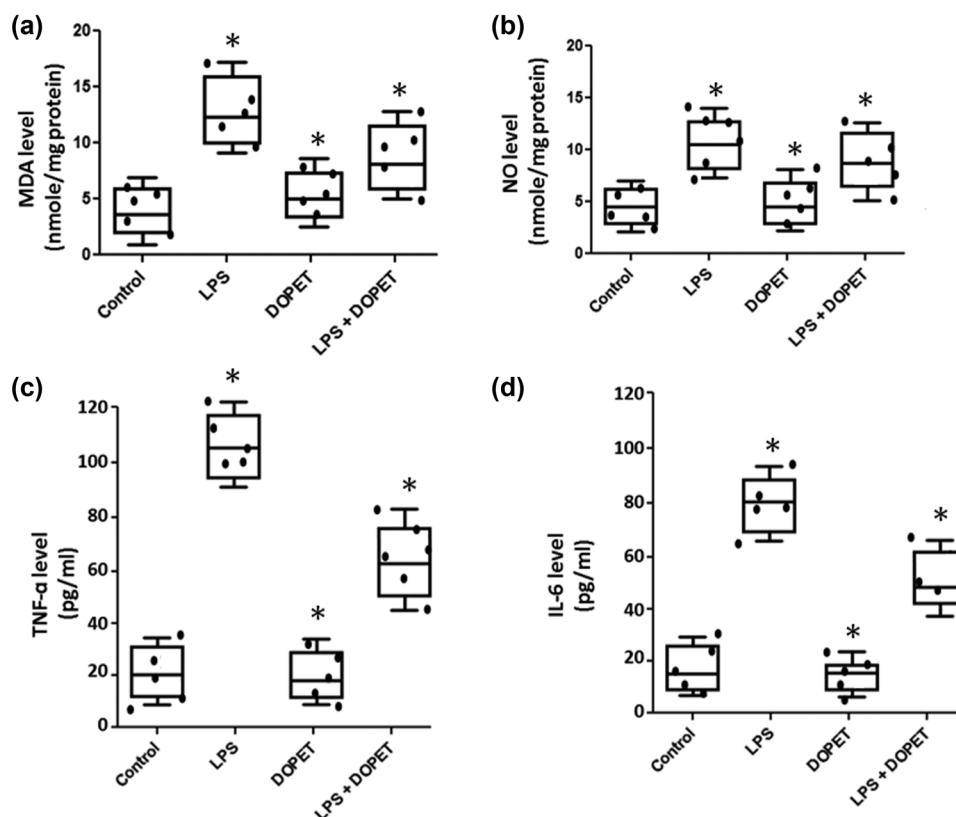 (a)
MDA level
(nmole/mg protein)
20
15
10
5
0
*
*
*
Control
LPS
DOPET
LPS + DOPET
(b)
NO level
(nmole/mg protein)
20
15
10
5
0
*
*
*
Control
LPS
DOPET
LPS + DOPET
(c)
TNF-α level
(pg/ml)
120
100
80
60
40
20
0
*
*
*
Control
LPS
DOPET
LPS + DOPET
(d)
IL-6 level
(pg/ml)
100
80
60
40
20
0
*
*
*
Control
LPS
DOPET
LPS + DOPET